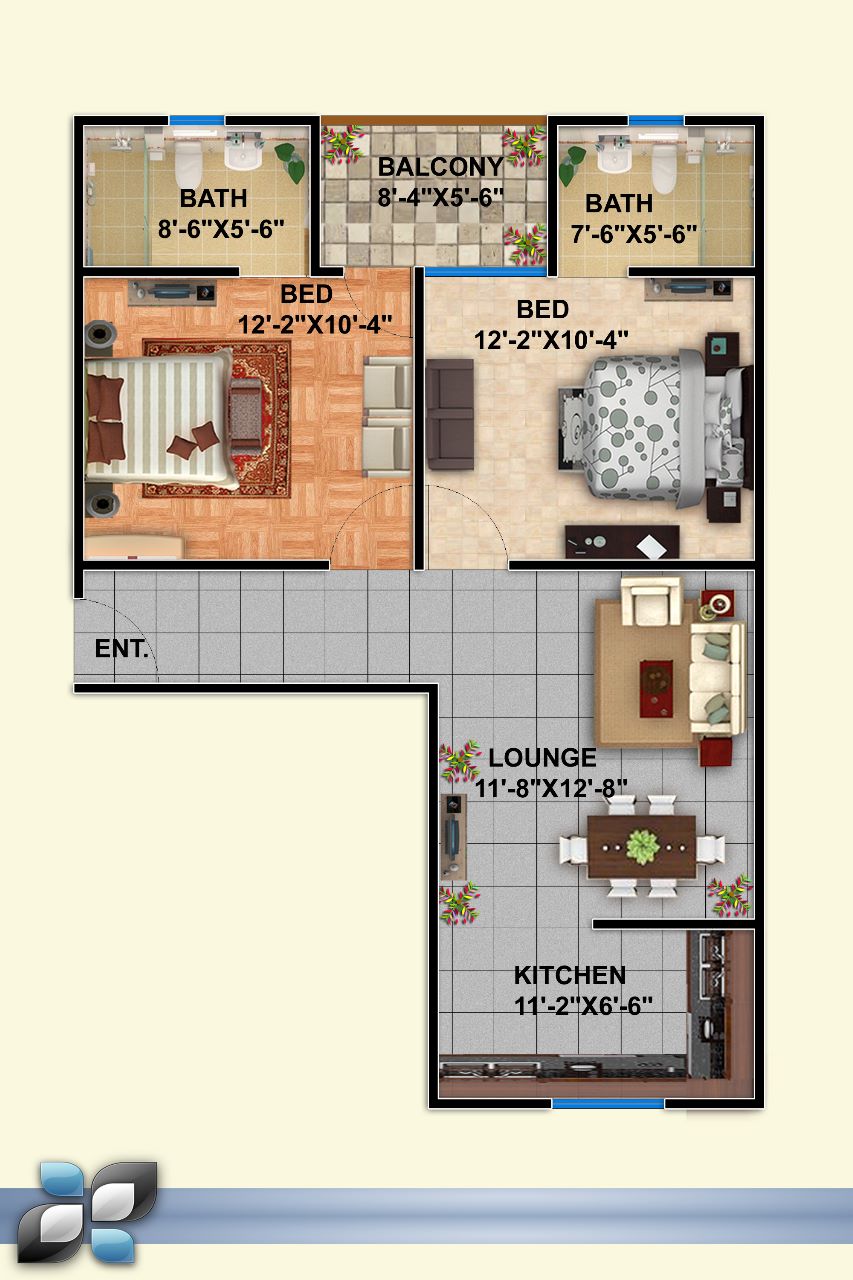 BALCONY
8'-4"X5'-6"
BATH
8'-6"X5'-6"
BATH
7'-6"X5'-6"
BED
12'-2"X10'-4"
BED
12'-2"X10'-4"
ENT.
LOUNGE
11'-8"X12'-8"
KITCHEN
11'-2"X6'-6"